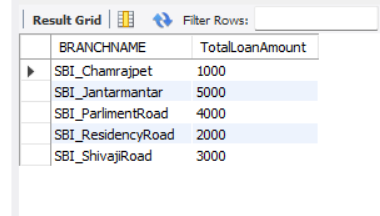 Result Grid Filter Rows:
BRANCHNAME TotalLoanAmount
SBI_Chamrajpet 1000
SBI_Jantarmantar 5000
SBI_ParlimentRoad 4000
SBI_ResidencyRoad 2000
SBI_ShivajiRoad 3000